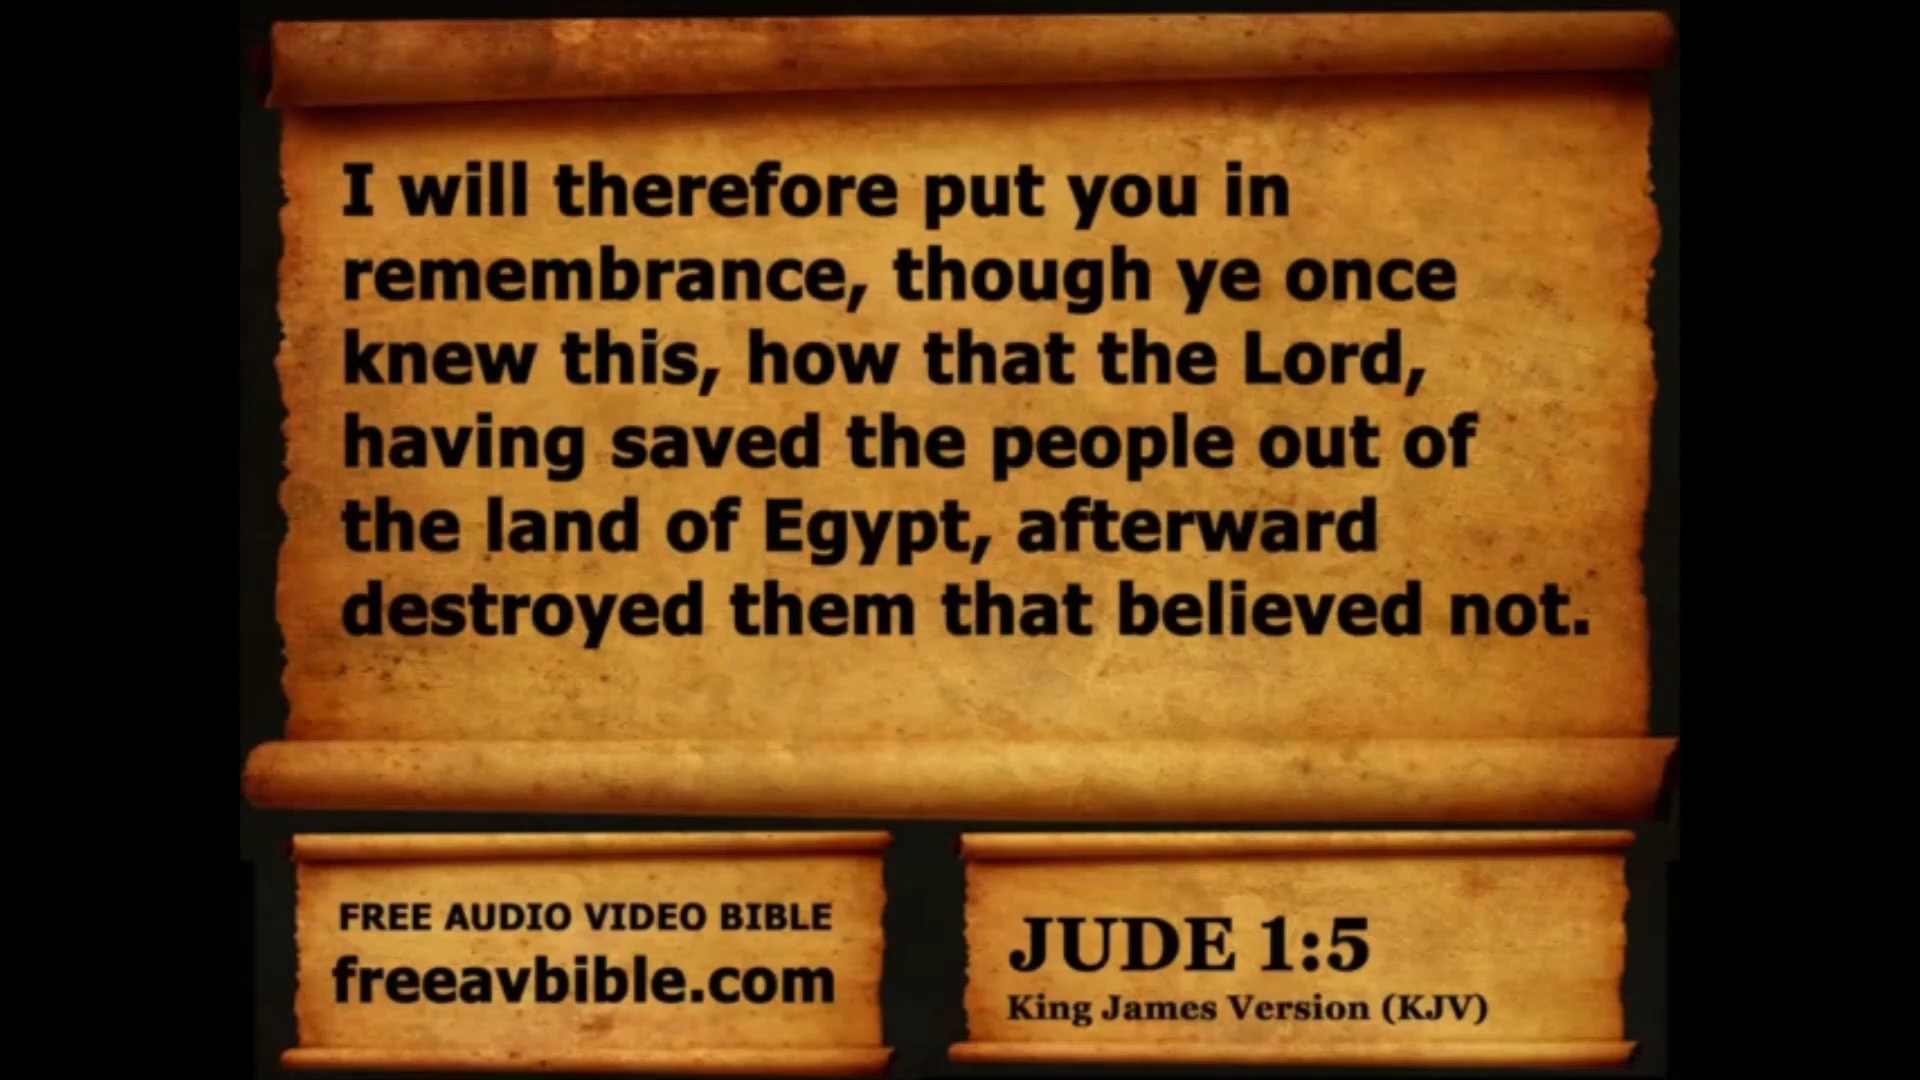 I will therefore put you in
remembrance, though ye once
knew this, how that the Lord,
having saved the people out of
the land of Egypt, afterward
destroyed them that believed not.
FREE AUDIO VIDEO BIBLE
freeavbible.com
JUDE 1:5
King James Version (KJV)